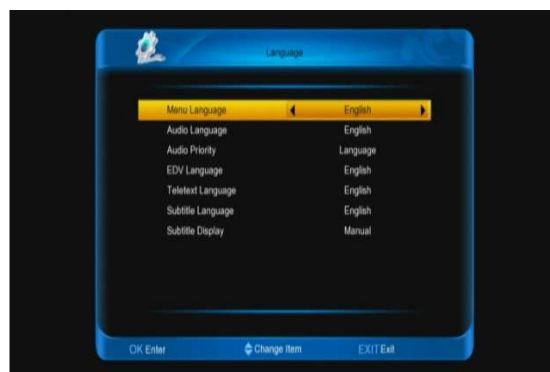 Language
Menu Language English
Audio Language English
Audio Priority Language
EDV Language English
Teletext Language English
Subtitle Language English
Subtitle Display Manual
OK Enter Change Item EXIT Exit